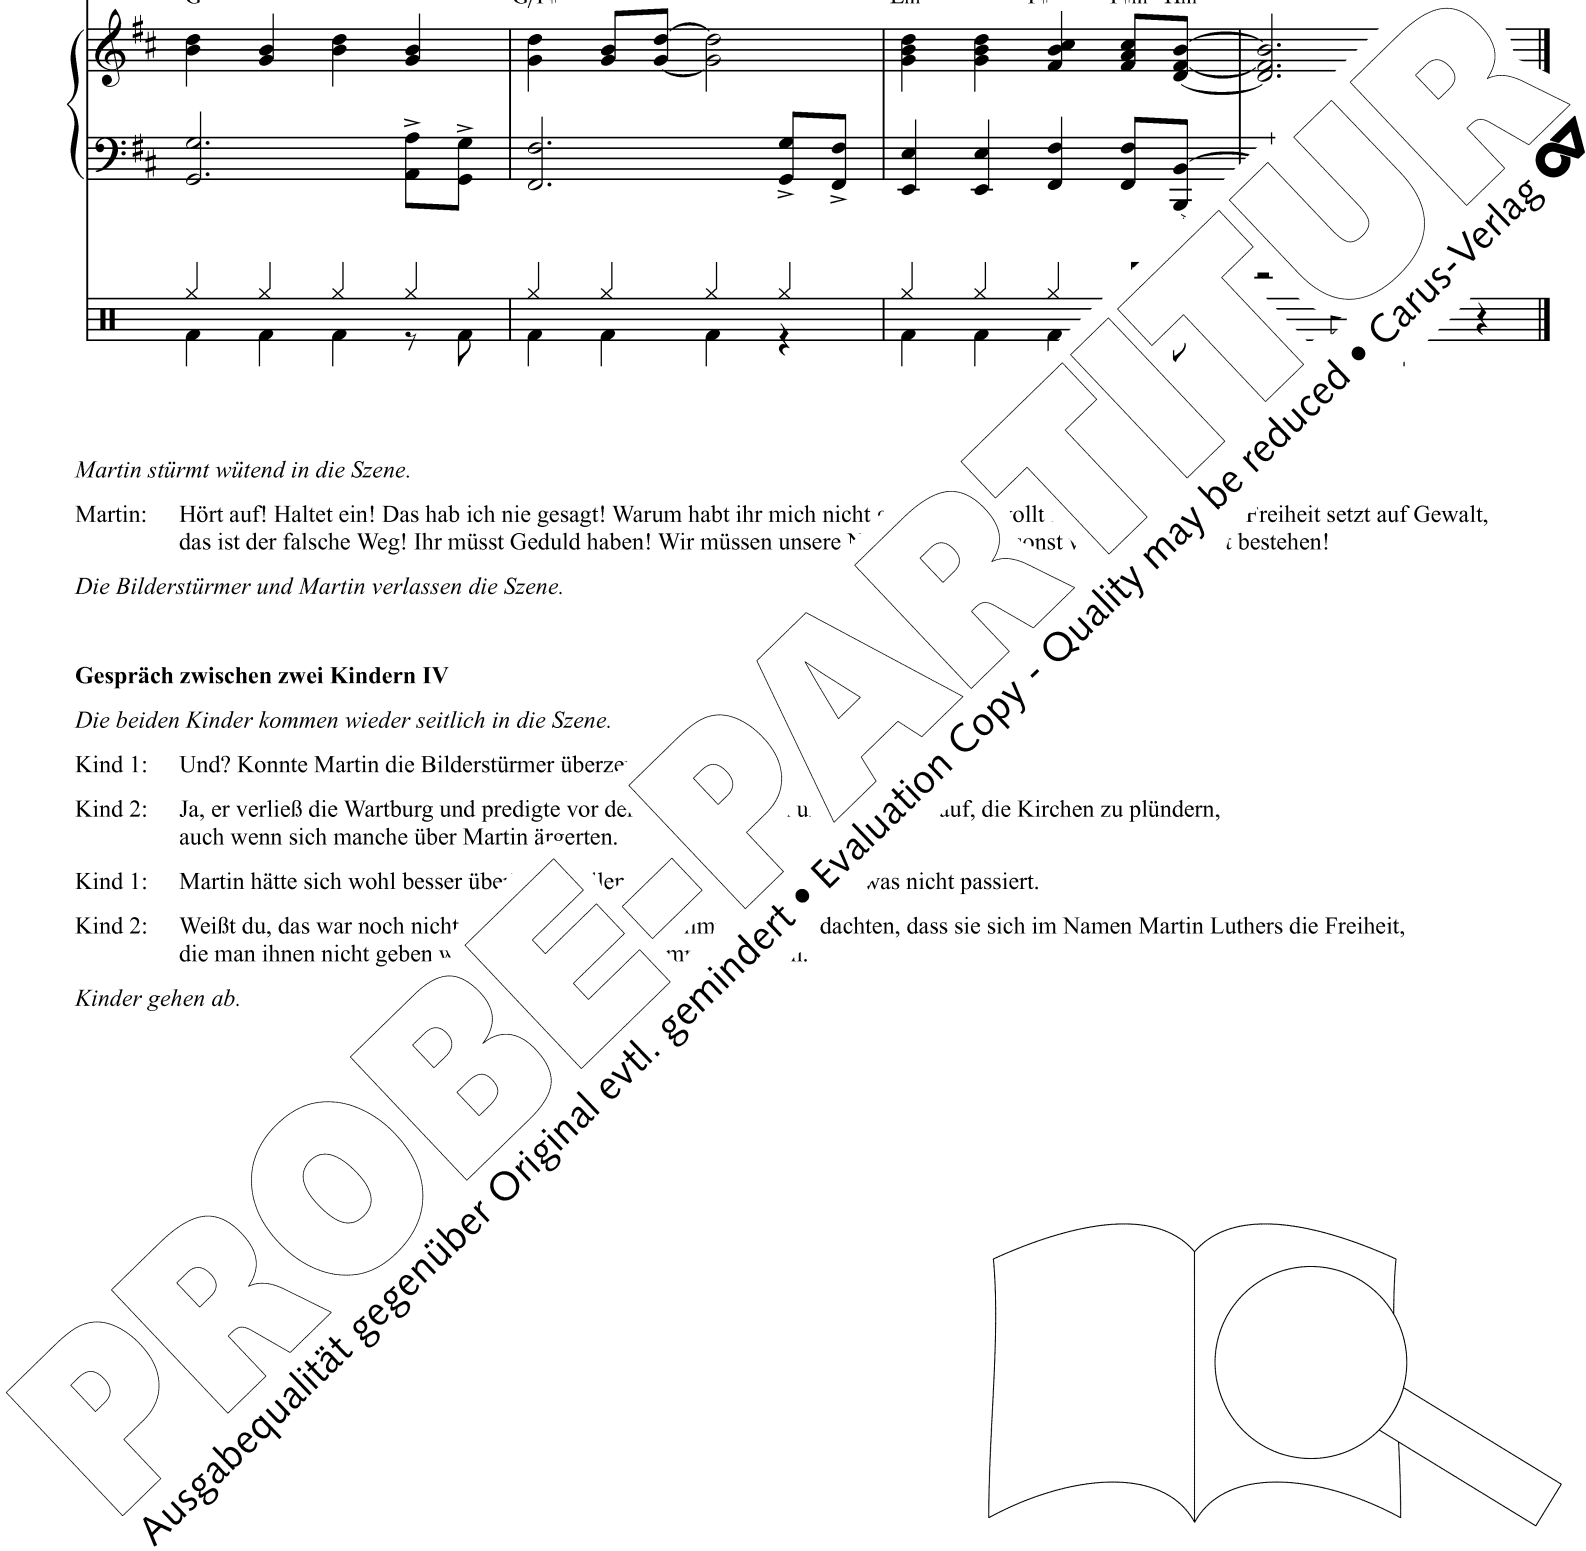 Martin stürmt wütend in die Szene.
Martin: Hört auf! Haltet ein! Das hab ich nie gesagt! Warum habt ihr mich nicht Freiheit setzt auf Gewalt,
das ist der falsche Weg! Ihr müsst Geduld haben! Wir müssen unsere bestehen!
Die Bilderstürmer und Martin verlassen die Szene.
Gespräch zwischen zwei Kindern IV
Die beiden Kinder kommen wieder seitlich in die Szene.
Kind 1: Und? Konnte Martin die Bilderstürmer
Kind 2: Ja, er verließ die Wartburg und predigte vor auf, die Kirchen zu plündern,
auch wenn sich manche über Martin ärgerten.
Kind 1: Martin hätte sich wohl besser was nicht passiert.
Kind 2: Weißt du, das war noch nicht dachten, dass sie sich im Namen Martin Luthers die Freiheit,
die man ihnen nicht geben
Kinder gehen ab.
PROBE-PARTITUR
Ausgabequalität gegenüber Original evtl. gemindert • Evaluation Copy - Quality may be reduced • Carus-Verlag